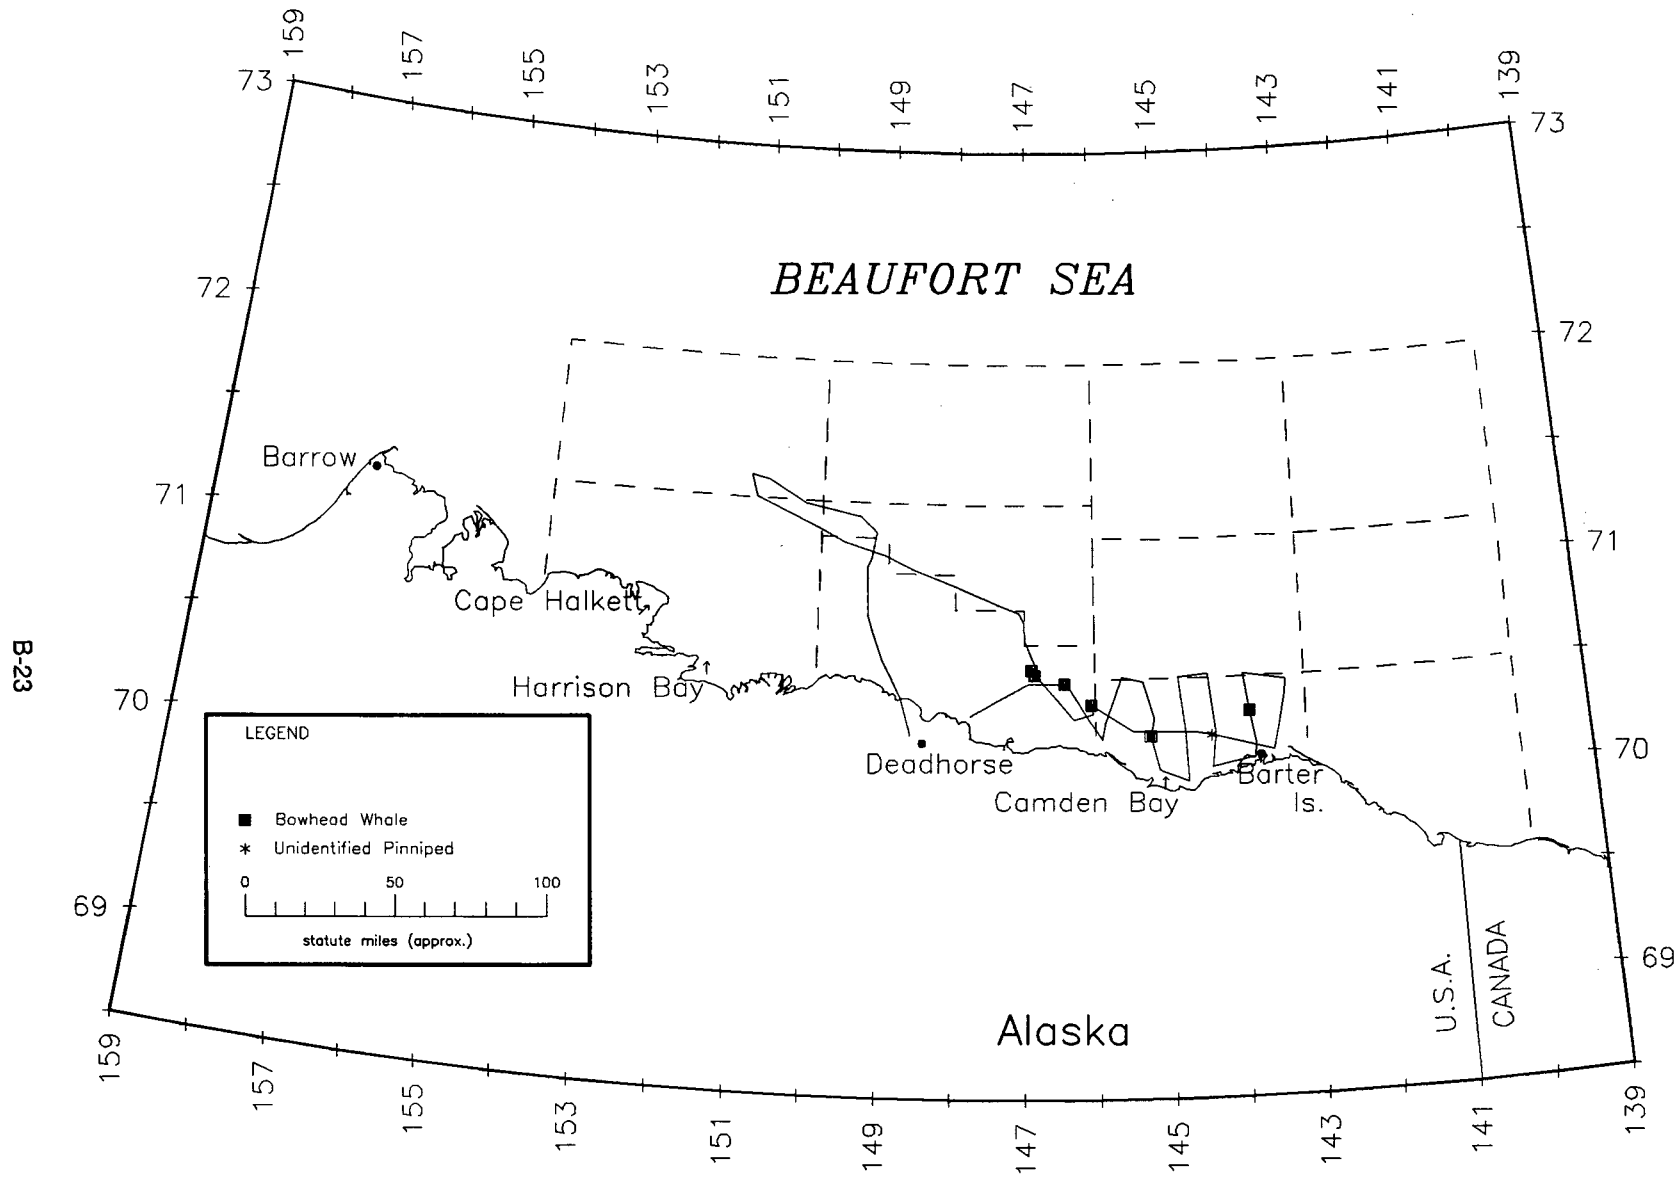 159
157
155
153
151
149
147
145
143
141
139
73
73
BEAUFORT SEA
72
72
Barrow
71
71
Cape Halkett
B-23
Harrison Bay
70
70
Deadhorse
Barter
Is.
Camden Bay
LEGEND
Bowhead Whale
Unidentified Pinniped
0 50 100
statute miles (approx.)
69
69
U.S.A.
CANADA
Alaska
159
157
155
153
151
149
147
145
143
141
139